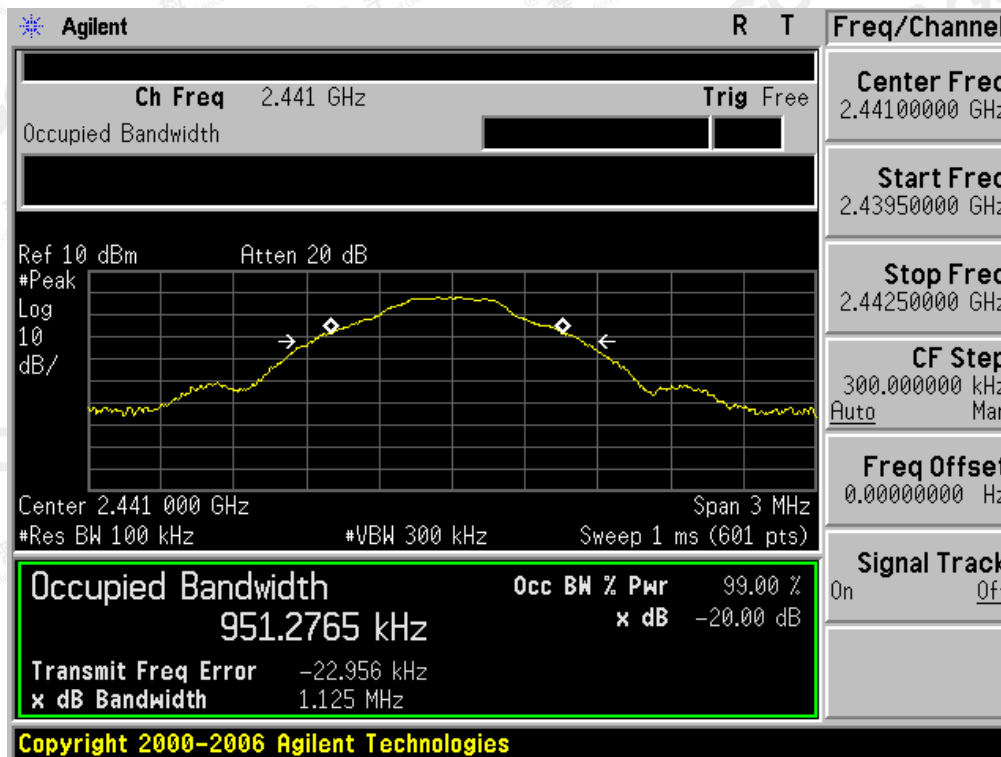 Agilent R T Freq/Channel
Ch Freq 2.441 GHz Trig Free
Occupied Bandwidth
Center Freq
2.44100000 GHz
Start Freq
2.43950000 GHz
Stop Freq
2.44250000 GHz
CF Step
300.000000 kHz
Auto Man
Freq Offset
0.00000000 Hz
Signal Track
On Off
Ref 10 dBm Atten 20 dB
#Peak
Log
10
dB/
Center 2.441 000 GHz Span 3 MHz
#Res BW 100 kHz #VBW 300 kHz Sweep 1 ms (601 pts)
Occupied Bandwidth Occ BW % Pwr 99.00 %
951.2765 kHz x dB -20.00 dB
Transmit Freq Error -22.956 kHz
x dB Bandwidth 1.125 MHz
Copyright 2000-2006 Agilent Technologies